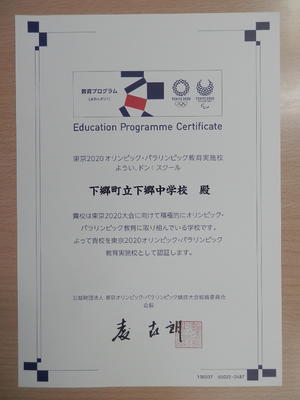 教育プログラム
(よういドン!)
TOKYO 2020
TOKYO 2020
Education Programme Certificate
東京2020オリンピック・パラリンピック教育実施校
ようい、ドン!スクール
下郷町立下郷中学校 殿
貴校は東京2020大会に向けて積極的にオリンピック・
パラリンピック教育に取り組んでいる学校です。
よって貴校を東京2020オリンピック・パラリンピック
教育実施校として認証します。
公益財団法人 東京オリンピック・パラリンピック競技大会組織委員会
会長